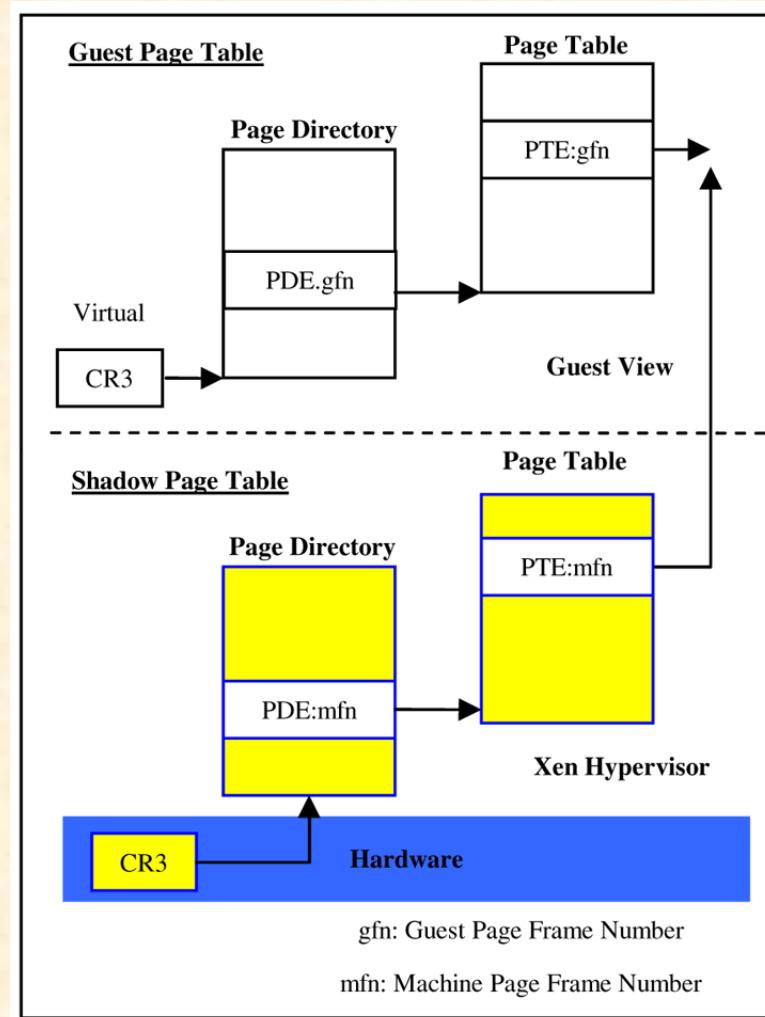 Guest Page Table
Page Table
Page Directory
PTE:gfn
PDE.gfn
Virtual
CR3
Guest View
Shadow Page Table
Page Table
Page Directory
PTE:mfn
PDE:mfn
Xen Hypervisor
CR3
Hardware
gfn: Guest Page Frame Number
mfn: Machine Page Frame Number